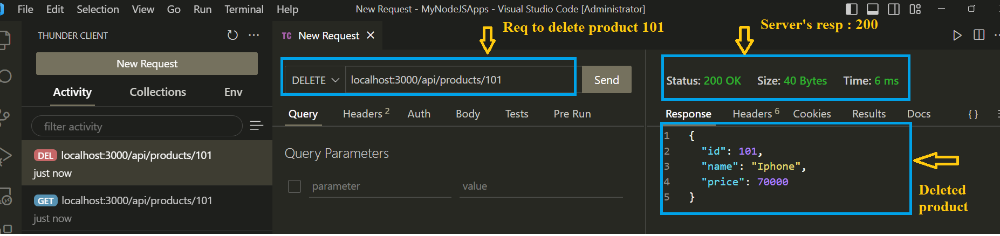 File Edit Selection View Go Run Terminal Help New Request - MyNodeJSApps - Visual Studio Code [Administrator]
Req to delete product 101
Server's resp : 200
THUNDER CLIENT
TC New Request
New Request
Activity Collections Env
filter activity
DEL localhost:3000/api/products/101
just now
GET localhost:3000/api/products/101
just now
DELETE localhost:3000/api/products/101 Send
Query Headers 2 Auth Body Tests Pre Run
Query Parameters
parameter value
Status: 200 OK Size: 40 Bytes Time: 6 ms
Response Headers 6 Cookies Results Docs { }
1 {
2 "id": 101,
3 "name": "Iphone",
4 "price": 70000
5 }
Deleted
product